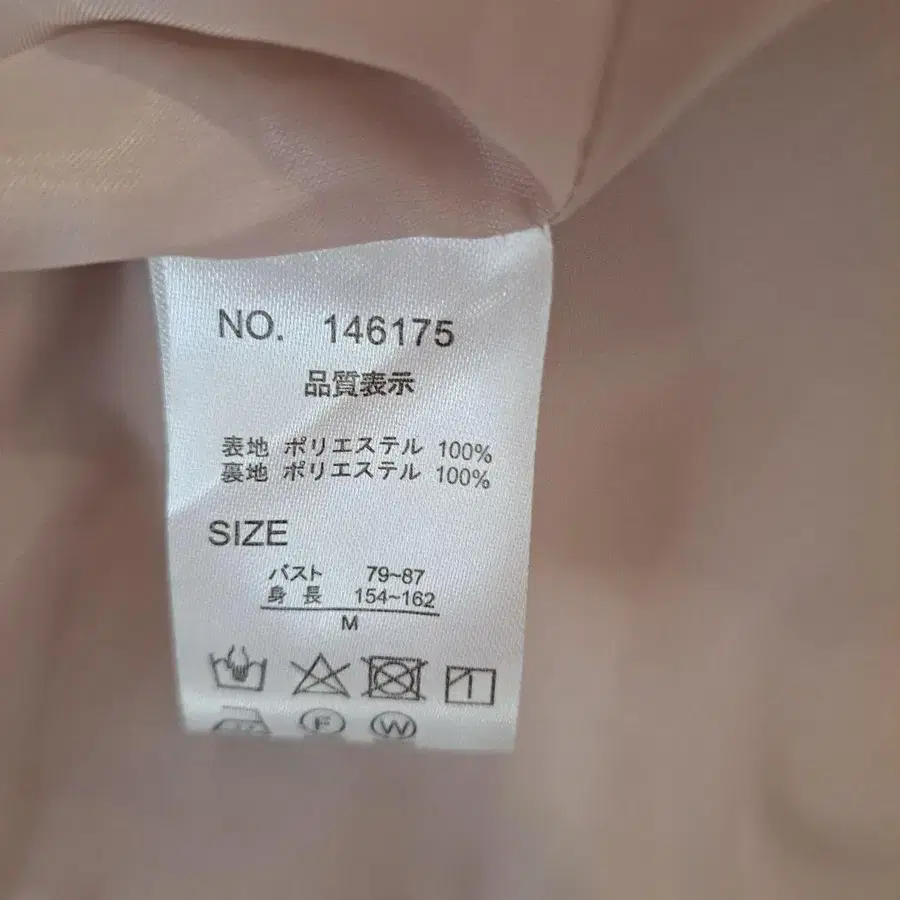 NO. 146175
品質表示
表地 ポリエステル 100%
裏地 ポリエステル 100%
SIZE
バスト 79~87
身長 154~162
M
F W